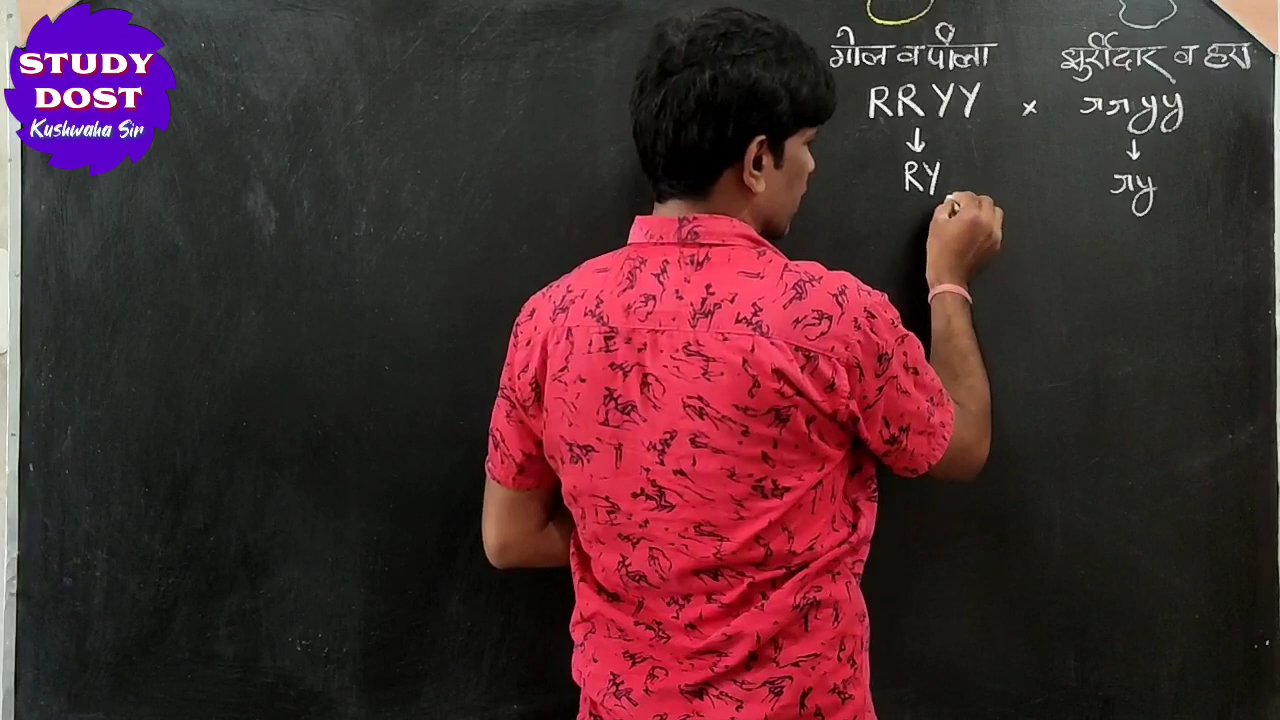 STUDY
DOST
Kushwaha Sir
गोल व पीला झुर्रीदार व हरा
RRYY × rryy
↓ ↓
RY ry